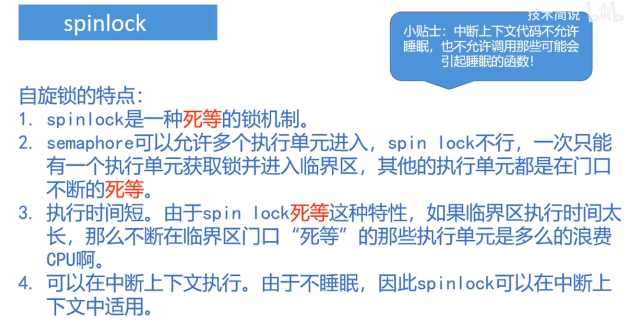 技术简说
bilibili
spinlock
小贴士：中断上下文代码不允许
睡眠，也不允许调用那些可能会
引起睡眠的函数！
自旋锁的特点：
1. spinlock是一种死等的锁机制。
2. semaphore可以允许多个执行单元进入，spin lock不行，一次只能
有一个执行单元获取锁并进入临界区，其他的执行单元都是在门口
不断的死等。
3. 执行时间短。由于spin lock死等这种特性，如果临界区执行时间太
长，那么不断在临界区门口“死等”的那些执行单元是多么的浪费
CPU啊。
4. 可以在中断上下文执行。由于不睡眠，因此spinlock可以在中断上
下文中适用。